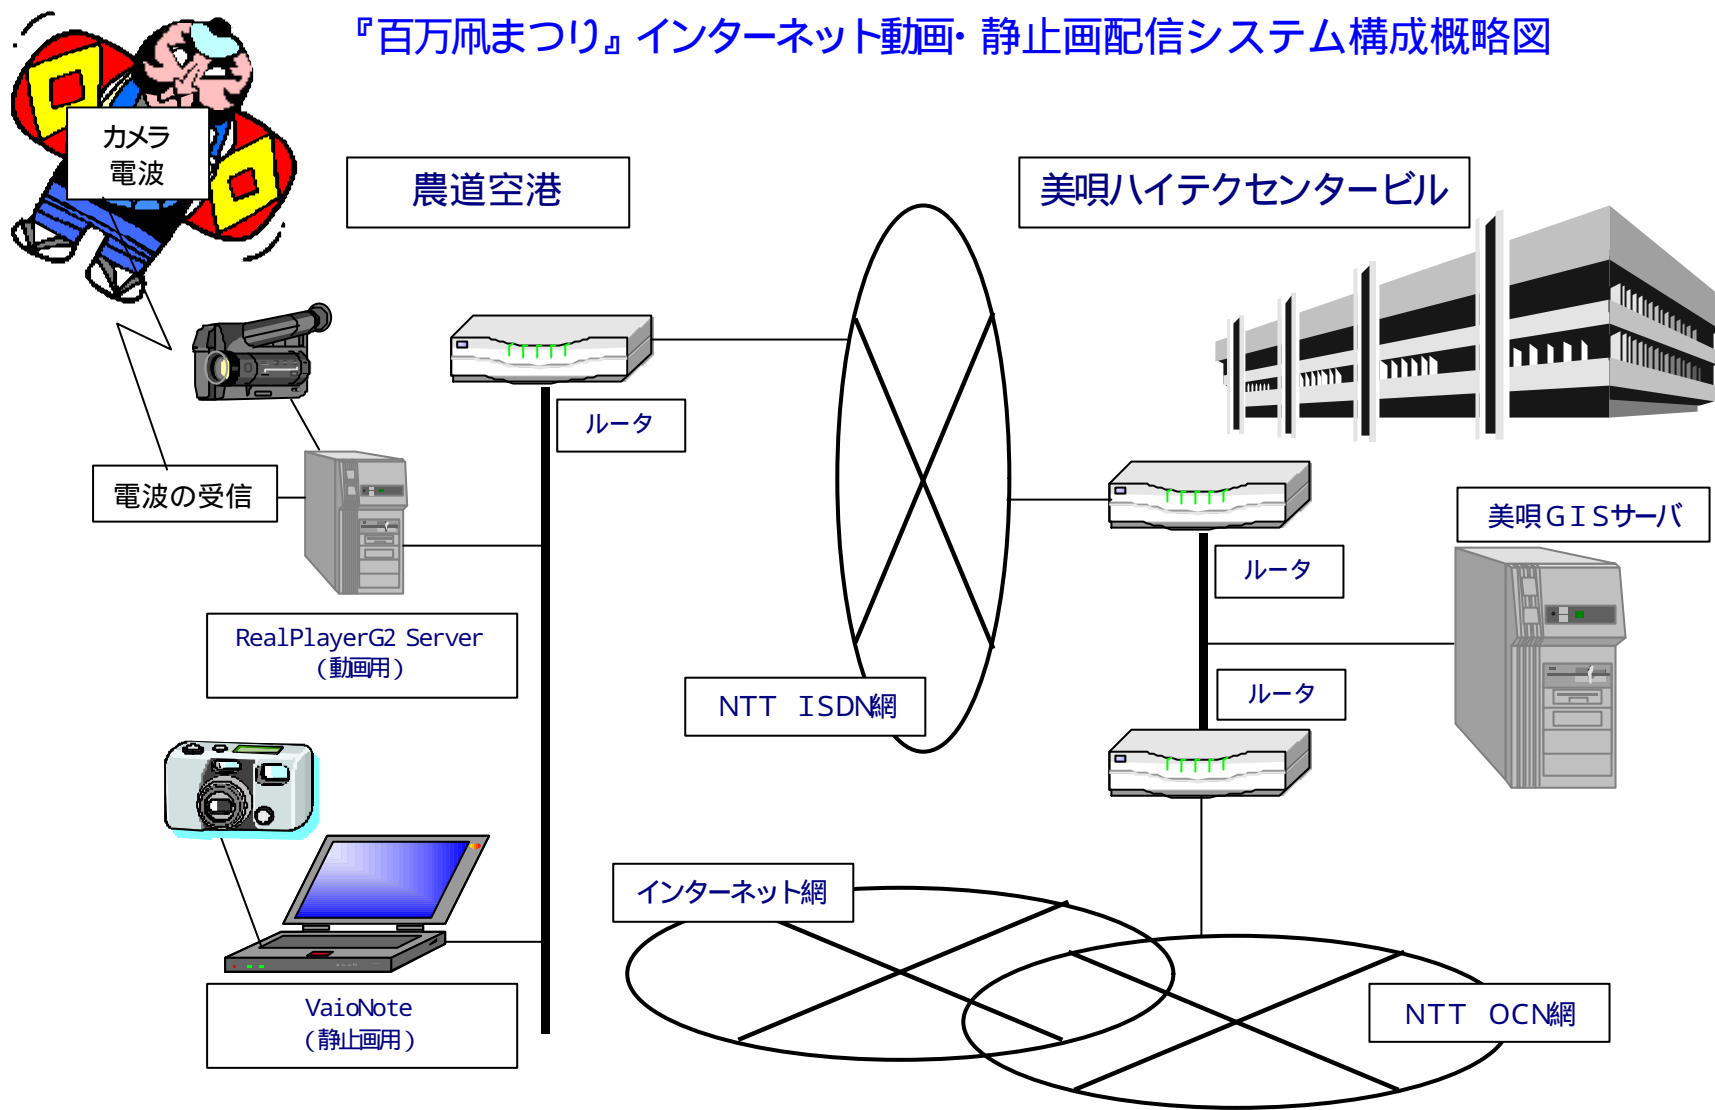 『百万凧まつり』インターネット動画・静止画配信システム構成概略図
カメラ
電波
農道空港
美唄ハイテクセンタービル
ルータ
電波の受信
美唄GISサーバ
ルータ
RealPlayerG2 Server
(動画用)
ルータ
NTT ISDN網
インターネット網
VaioNote
(静止画用)
NTT OCN網